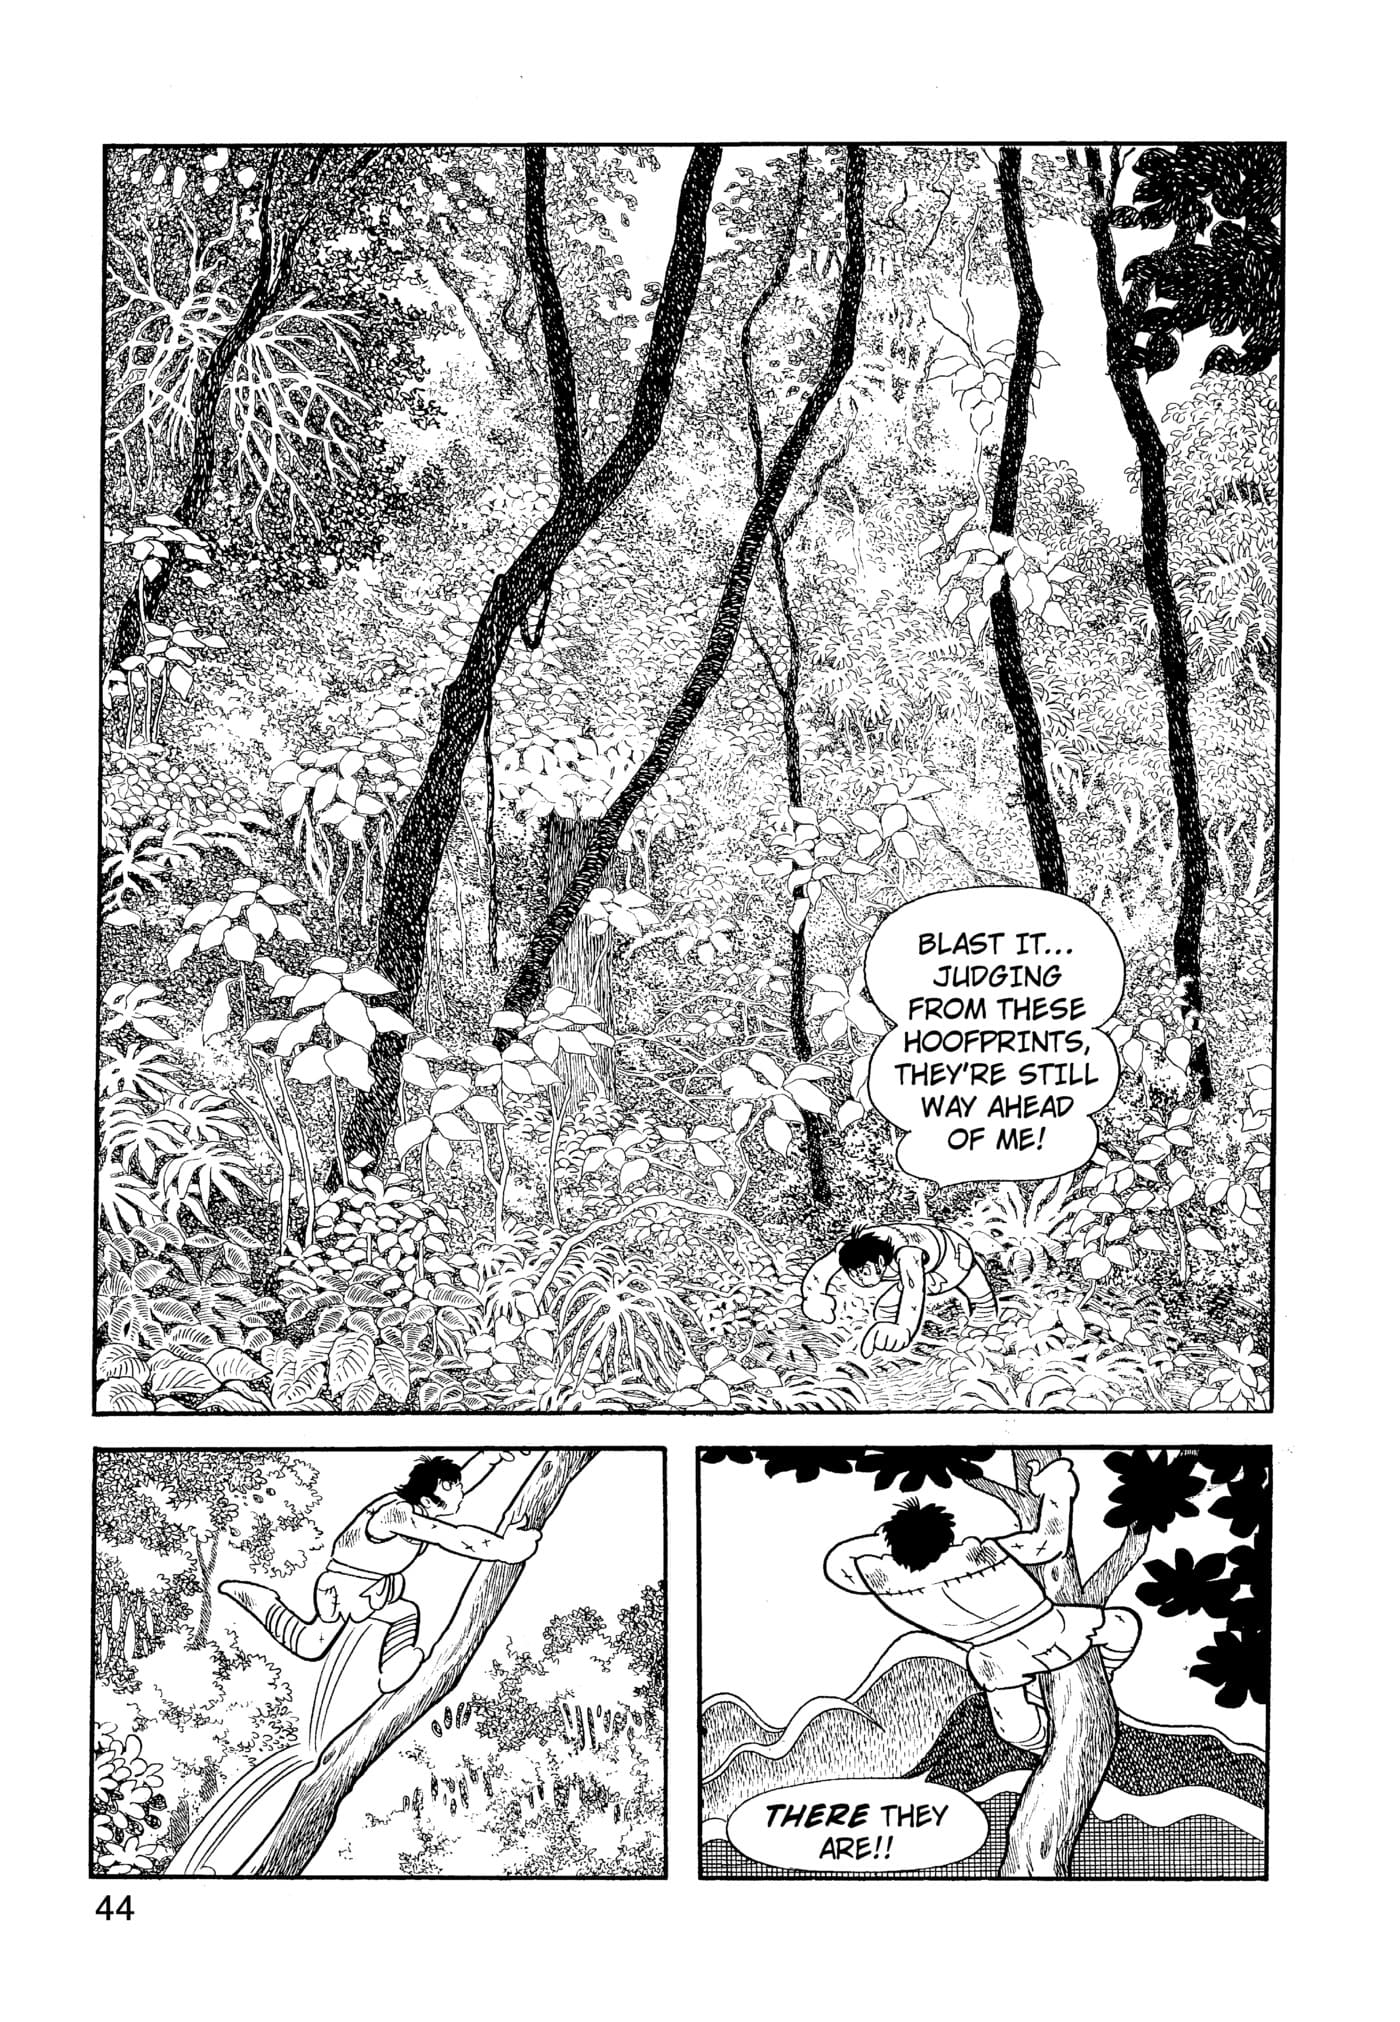 BLAST IT...
JUDGING
FROM THESE
HOOFPRINTS,
THEY'RE STILL
WAY AHEAD
OF ME!
THERE THEY
ARE!!
44